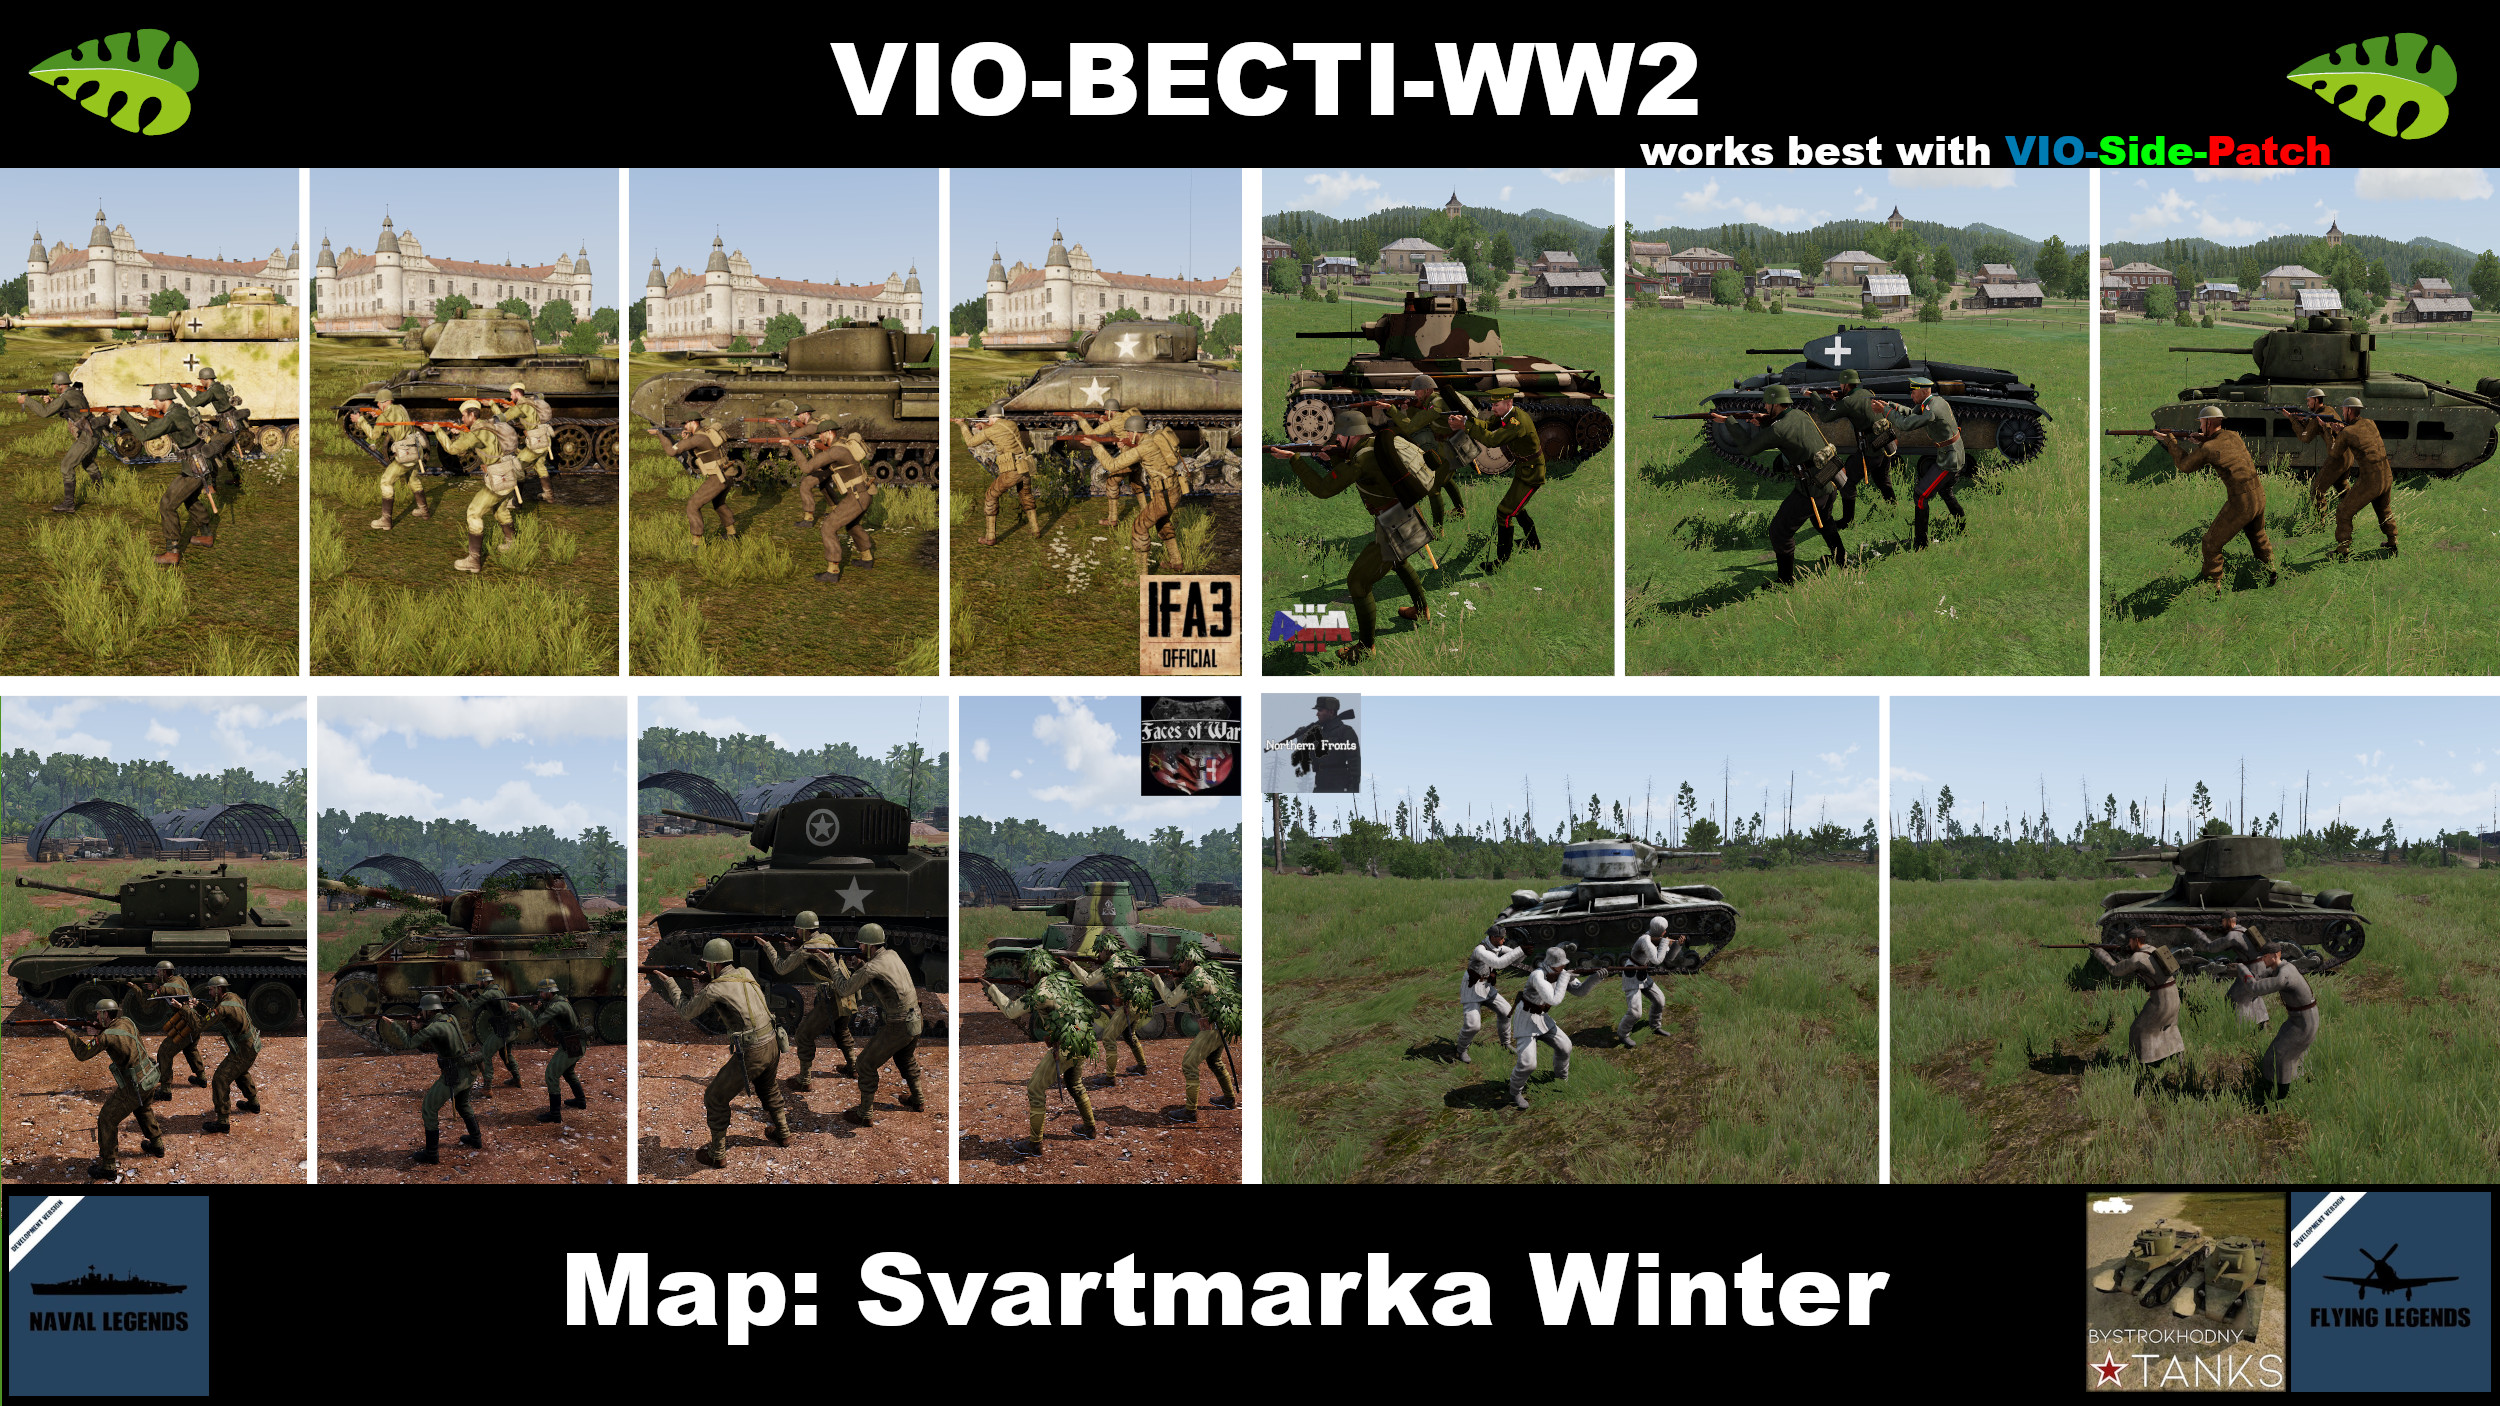 VIO-BECTI-WW2
works best with VIO-Side-Patch
IFA3
OFFICIAL
ARMA
Faces of War
Northern Fronts
DEVELOPMENT VERSION
NAVAL LEGENDS
Map: Svartmarka Winter
BYSTROKHODNY
TANKS
DEVELOPMENT VERSION
FLYING LEGENDS